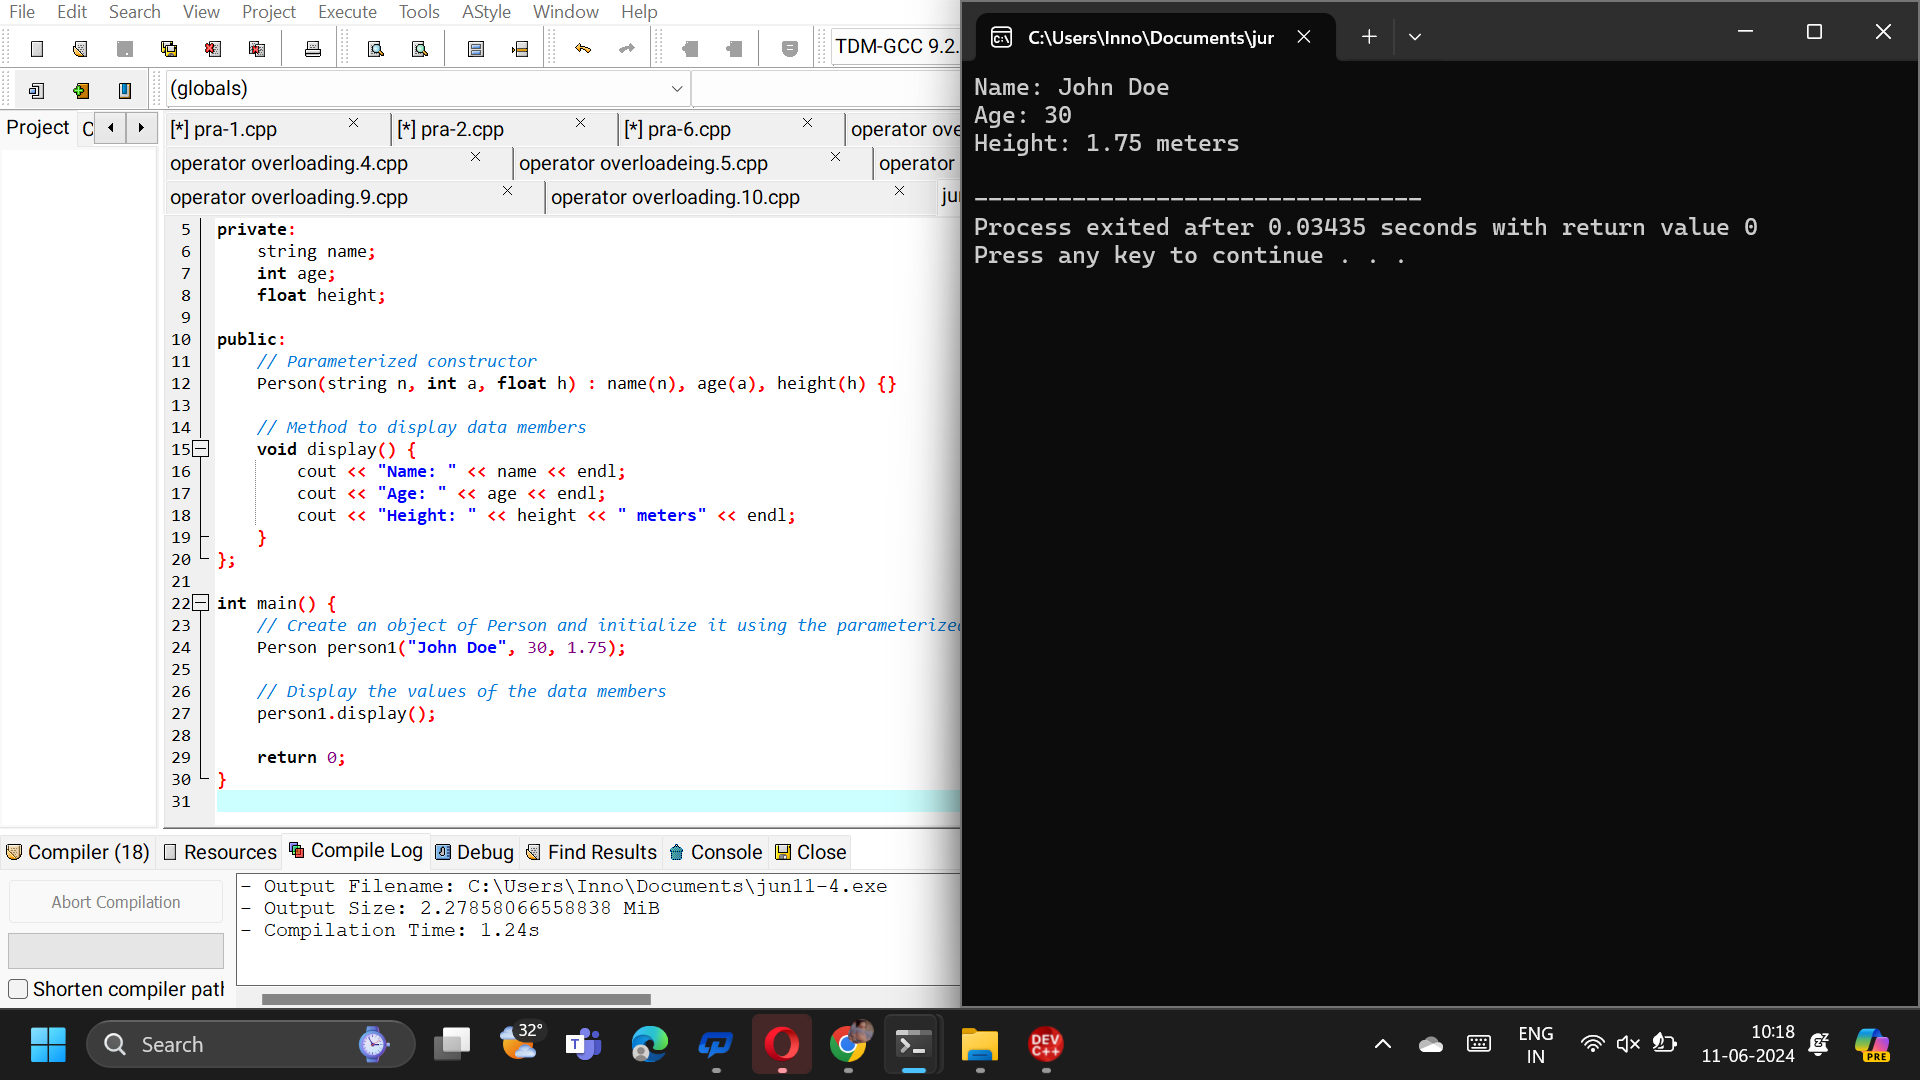 File Edit Search View Project Execute Tools AStyle Window Help
TDM-GCC 9.2.
(globals)
Project
[*] pra-1.cpp [*] pra-2.cpp [*] pra-6.cpp operator ove
operator overloading.4.cpp operator overloadeing.5.cpp operator
operator overloading.9.cpp operator overloading.10.cpp
5 private:
6 string name;
7 int age;
8 float height;
9
10 public:
11 // Parameterized constructor
12 Person(string n, int a, float h) : name(n), age(a), height(h) {}
13
14 // Method to display data members
15 void display() {
16 cout << "Name: " << name << endl;
17 cout << "Age: " << age << endl;
18 cout << "Height: " << height << " meters" << endl;
19 }
20 };
21
22 int main() {
23 // Create an object of Person and initialize it using the parameterized
24 Person person1("John Doe", 30, 1.75);
25
26 // Display the values of the data members
27 person1.display();
28
29 return 0;
30 }
31
Compiler (18) Resources Compile Log Debug Find Results Console Close
Abort Compilation
Shorten compiler path
- Output Filename: C:\Users\Inno\Documents\jun11-4.exe
- Output Size: 2.27858066558838 MiB
- Compilation Time: 1.24s
C:\Users\Inno\Documents\jur
Name: John Doe
Age: 30
Height: 1.75 meters
--------------------------------
Process exited after 0.03435 seconds with return value 0
Press any key to continue . . .
Search
32°
DEV
C++
ENG
IN
10:18
11-06-2024
PRE